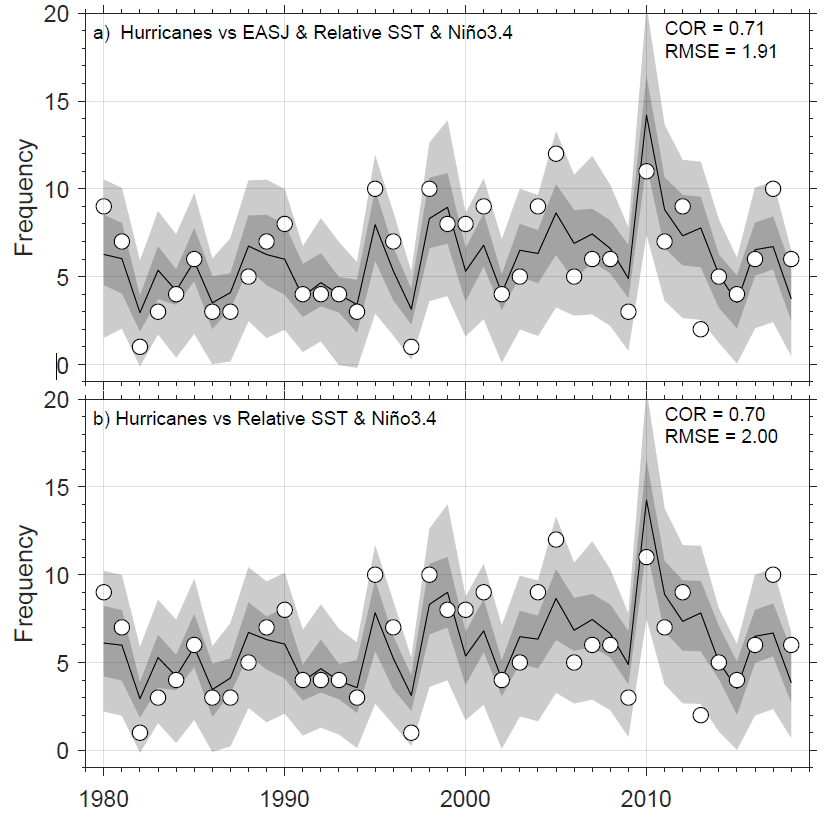 20
a) Hurricanes vs EASJ & Relative SST & Niño3.4
COR = 0.71
RMSE = 1.91
15
10
5
0
Frequency
20
b) Hurricanes vs Relative SST & Niño3.4
COR = 0.70
RMSE = 2.00
15
10
5
0
Frequency
1980 1990 2000 2010